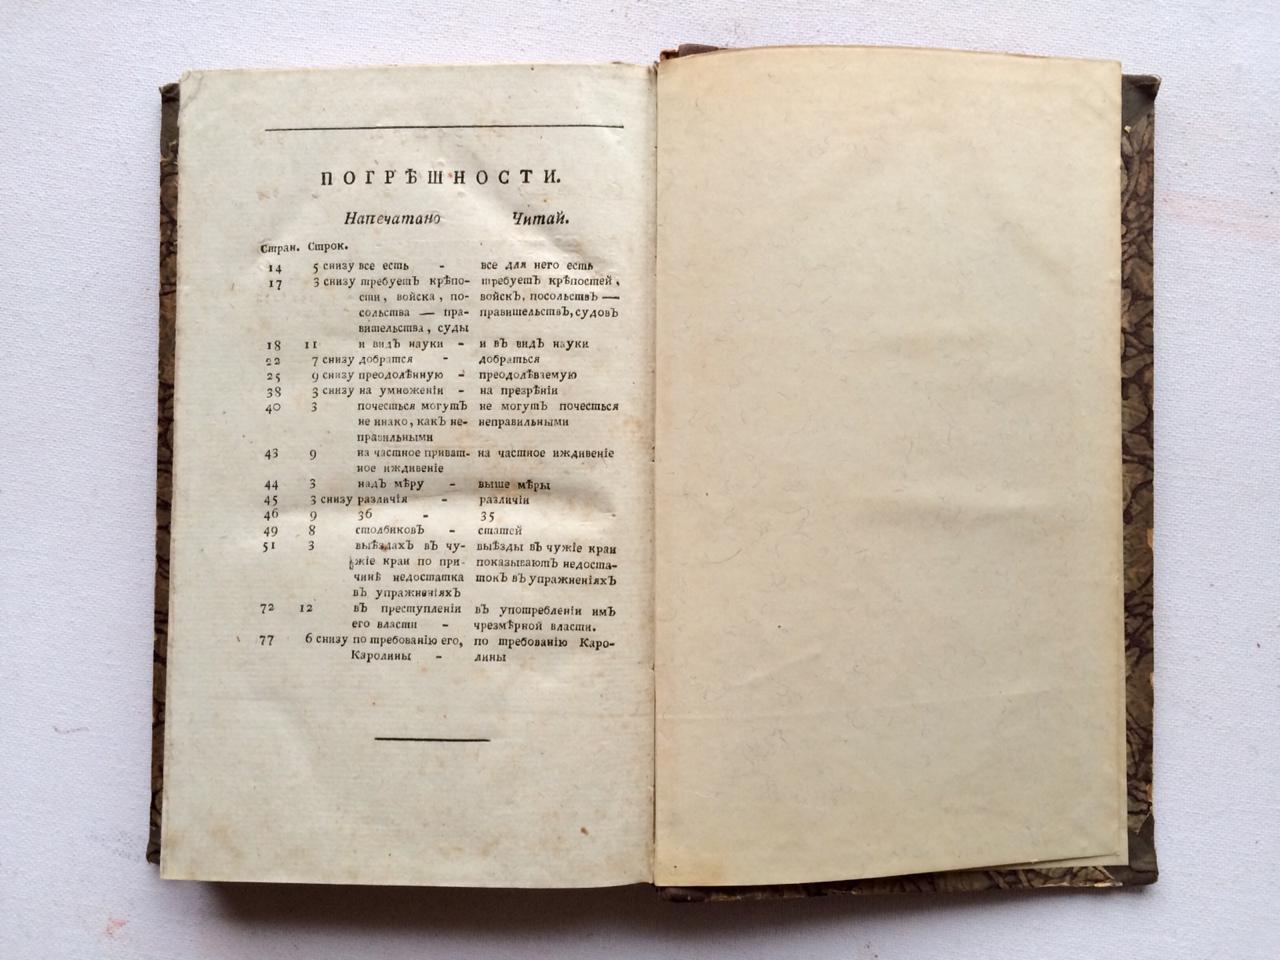 ПОГРѢШНОСТИ.
Напечатано Читай.
Стран. Строк.
14 5 снизу все есть - все для него есть
17 3 снизу требуетъ крѣпо- требуетъ крѣпостей,
сти, войска, по- войскъ, посольствъ —
сольства — пра- правительствъ, судовъ
вительства, суды
18 11 и видъ науки - и въ видъ науки
22 7 снизу добратся - добраться
25 9 снизу преодолѣнную - преодолѣваемую
38 3 снизу на умноженіи - на презрѣніи
40 3 почесться могутъ не могутъ почесться
не инако, какъ не- неправильными
правильными
43 9 на частное приват- на частное иждивеніе
ное иждивеніе
44 3 надъ мѣру - выше мѣры
45 3 снизу различія - различіи
46 9 36 - 35
49 8 столбиковъ - статей
51 3 выѣздахъ въ чу- выѣзды въ чужіе краи
жіе краи по при- показываютъ недоста-
чинѣ недостатка токъ въ упражненіяхъ
въ упражненіяхъ
72 12 въ преступленіи въ употребленіи имъ
его власти - чрезмѣрной власти.
77 6 снизу по требованію его, по требованію Каро-
Каролины - лины